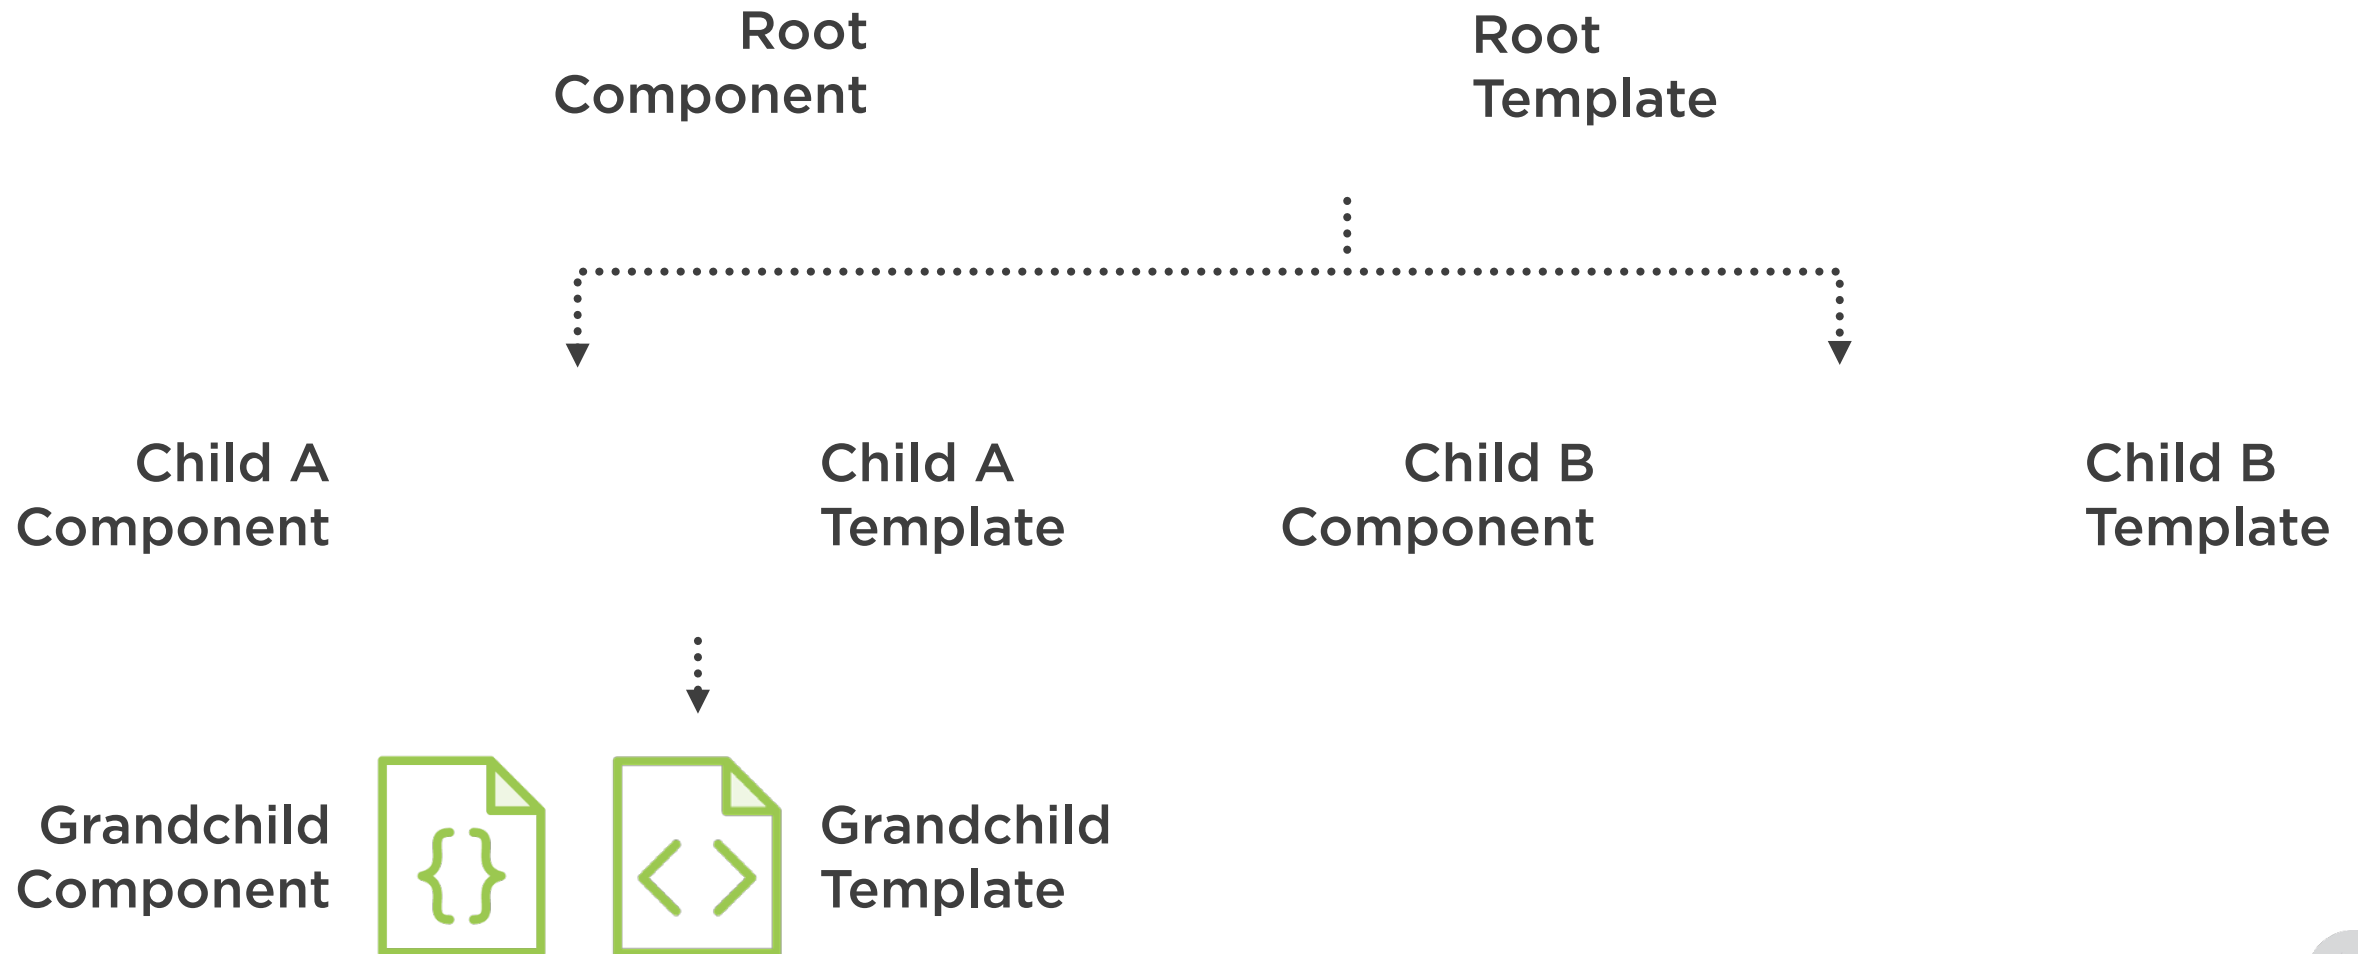 Root
Component
Root
Template
Child A
Component
Child A
Template
Child B
Component
Child B
Template
Grandchild
Component
{}
<>
Grandchild
Template